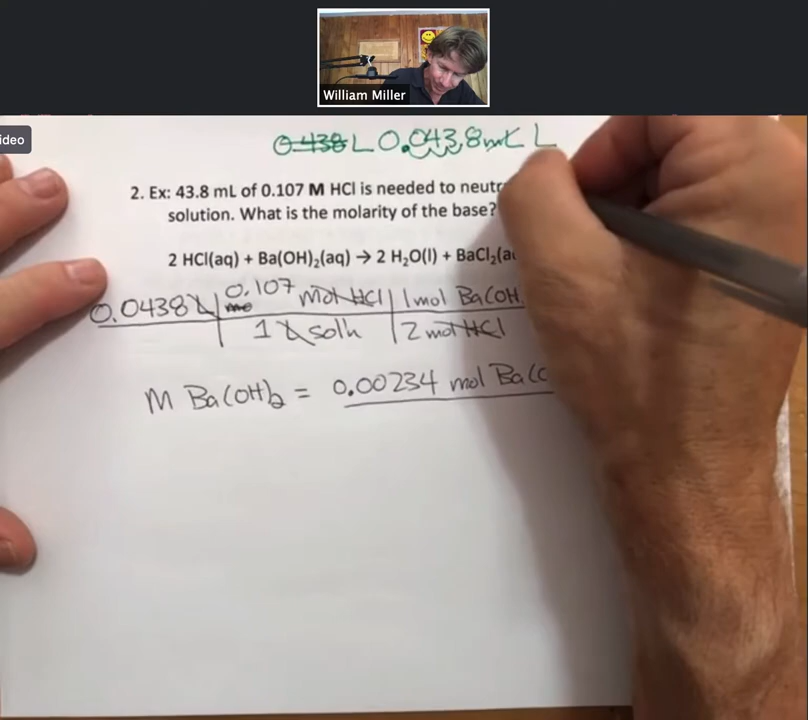 William Miller
ideo
0.438 L 0.043.8mL L
2. Ex: 43.8 mL of 0.107 M HCl is needed to neutr
solution. What is the molarity of the base?
2 HCl(aq) + Ba(OH)₂(aq) → 2 H₂O(l) + BaCl₂(a
0.0438 L | 0.107 mol HCl | 1 mol Ba(OH
1 L sol'n | 2 mol HCl
M Ba(OH)₂ = 0.00234 mol Ba(